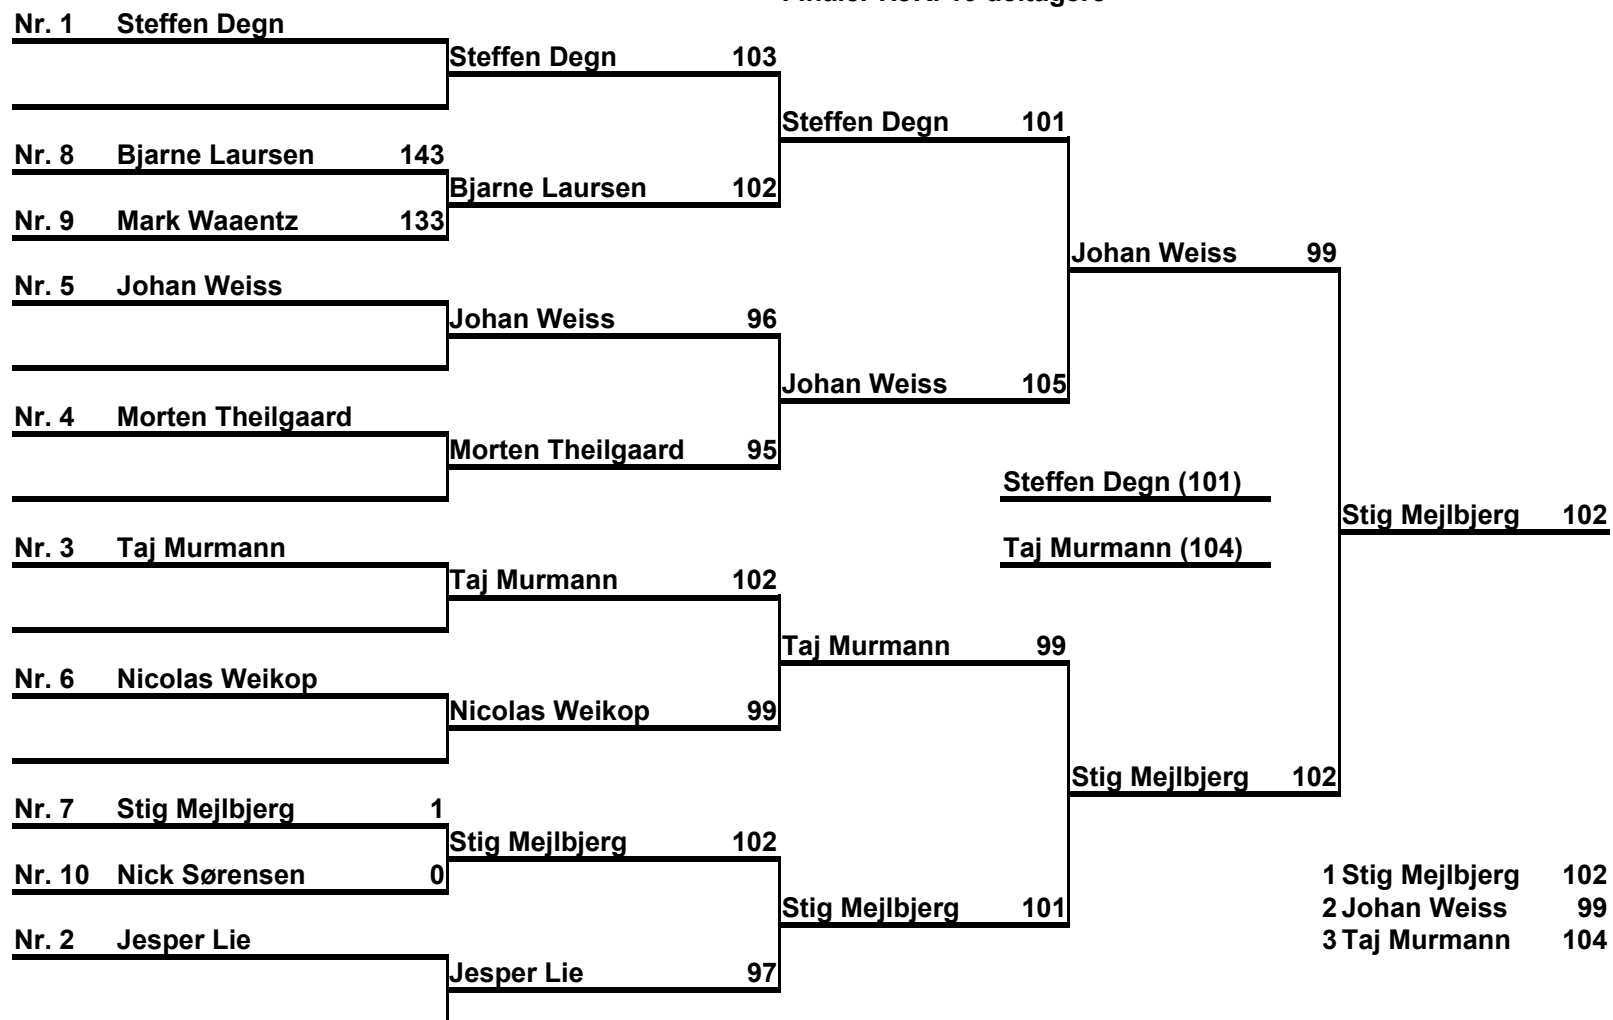 Nr. 1 Steffen Degn
Steffen Degn 103
Steffen Degn 101
Nr. 8 Bjarne Laursen 143
Bjarne Laursen 102
Nr. 9 Mark Waaentz 133
Johan Weiss 99
Nr. 5 Johan Weiss
Johan Weiss 96
Johan Weiss 105
Nr. 4 Morten Theilgaard
Morten Theilgaard 95
Steffen Degn (101)
Stig Mejlbjerg 102
Nr. 3 Taj Murmann
Taj Murmann (104)
Taj Murmann 102
Taj Murmann 99
Nr. 6 Nicolas Weikop
Nicolas Weikop 99
Stig Mejlbjerg 102
Nr. 7 Stig Mejlbjerg 1
Stig Mejlbjerg 102
Nr. 10 Nick Sørensen 0
1 Stig Mejlbjerg 102
Stig Mejlbjerg 101
2 Johan Weiss 99
Nr. 2 Jesper Lie
3 Taj Murmann 104
Jesper Lie 97